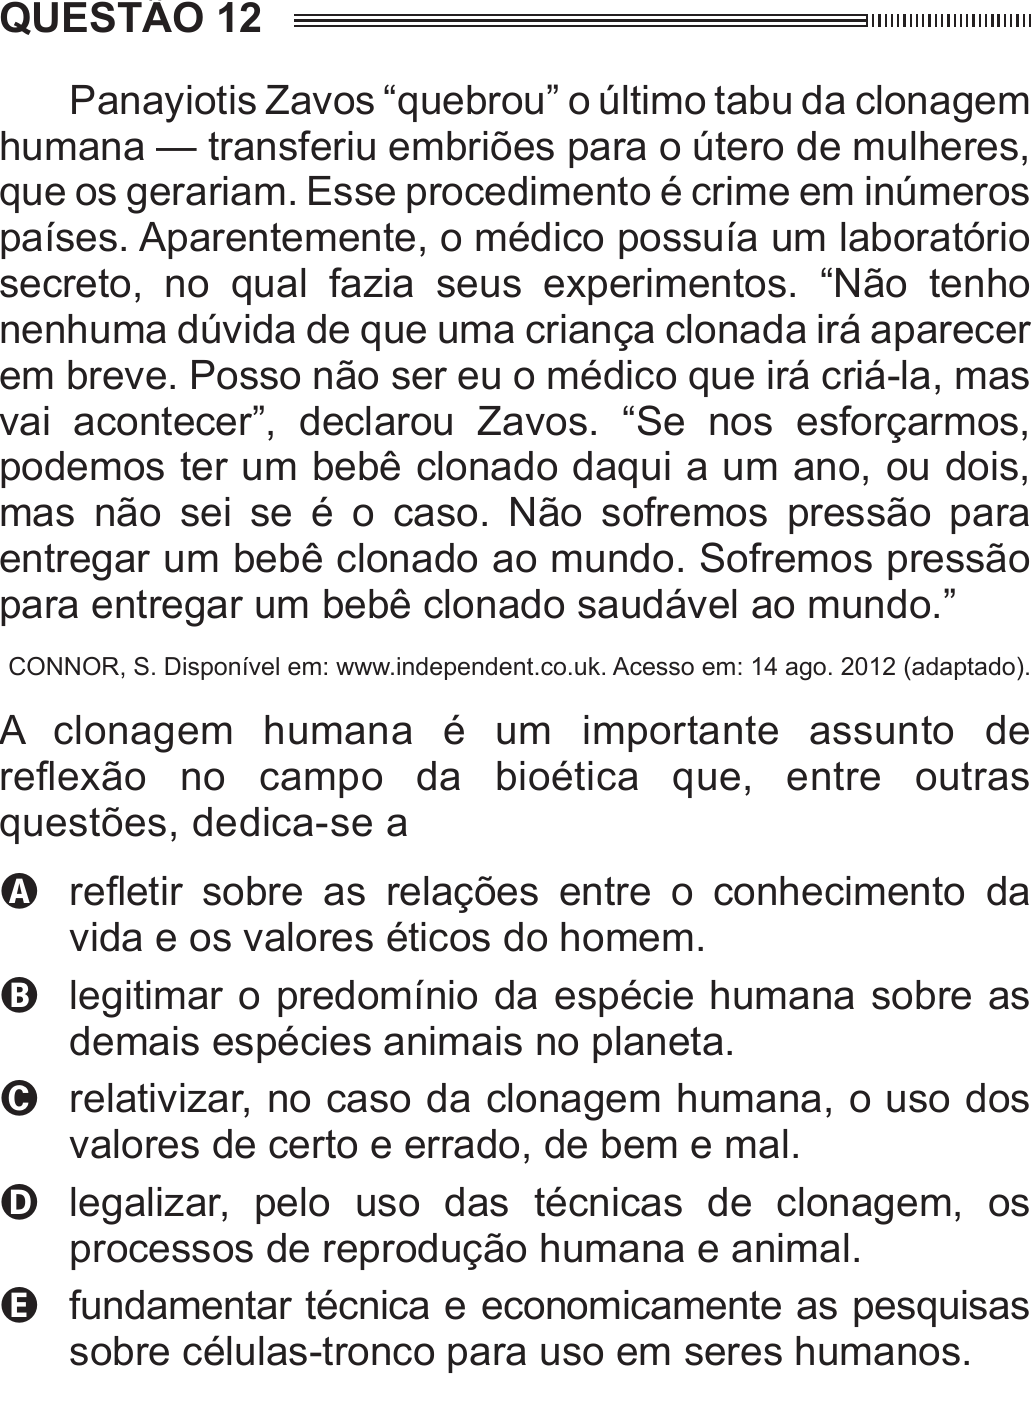 QUESTÃO 12
Panayiotis Zavos “quebrou” o último tabu da clonagem
humana — transferiu embriões para o útero de mulheres,
que os gerariam. Esse procedimento é crime em inúmeros
países. Aparentemente, o médico possuía um laboratório
secreto, no qual fazia seus experimentos. “Não tenho
nenhuma dúvida de que uma criança clonada irá aparecer
em breve. Posso não ser eu o médico que irá criá-la, mas
vai acontecer”, declarou Zavos. “Se nos esforçarmos,
podemos ter um bebê clonado daqui a um ano, ou dois,
mas não sei se é o caso. Não sofremos pressão para
entregar um bebê clonado ao mundo. Sofremos pressão
para entregar um bebê clonado saudável ao mundo.”
CONNOR, S. Disponível em: www.independent.co.uk. Acesso em: 14 ago. 2012 (adaptado).
A clonagem humana é um importante assunto de
reflexão no campo da bioética que, entre outras
questões, dedica-se a
A refletir sobre as relações entre o conhecimento da
vida e os valores éticos do homem.
B legitimar o predomínio da espécie humana sobre as
demais espécies animais no planeta.
C relativizar, no caso da clonagem humana, o uso dos
valores de certo e errado, de bem e mal.
D legalizar, pelo uso das técnicas de clonagem, os
processos de reprodução humana e animal.
E fundamentar técnica e economicamente as pesquisas
sobre células-tronco para uso em seres humanos.